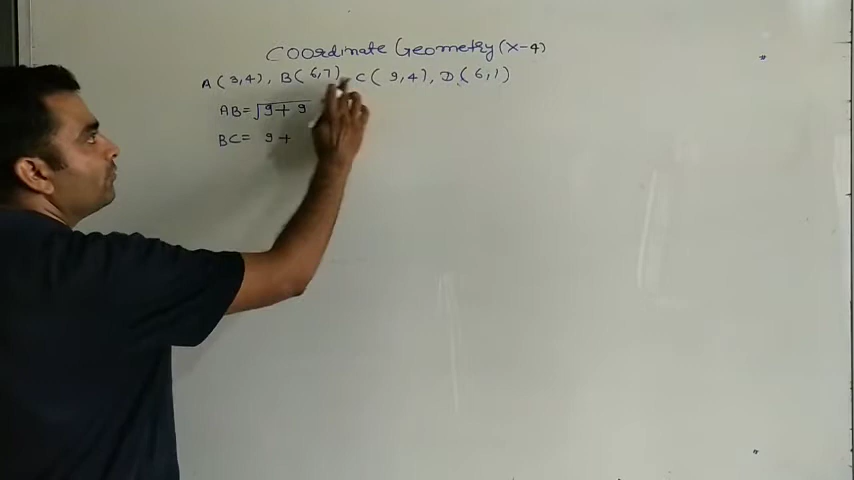 Coordinate Geometry (X-4)
A(3,4), B(6,7) C(9,4), D(6,1)
AB=√9+9
BC= 9+